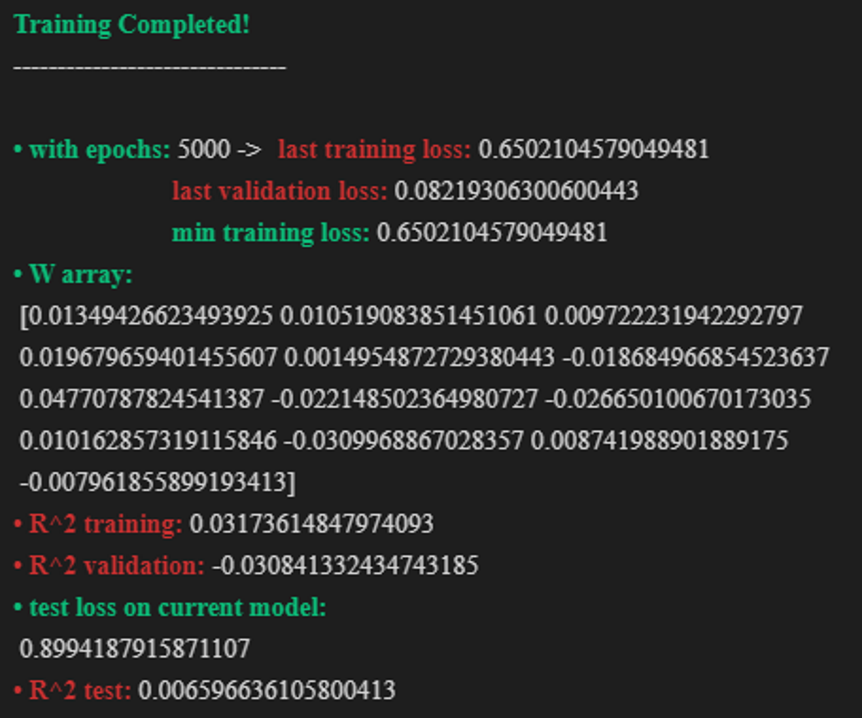 Training Completed!
-------------------------------
• with epochs: 5000 -> last training loss: 0.6502104579049481
last validation loss: 0.08219306300600443
min training loss: 0.6502104579049481
• W array:
[0.01349426623493925 0.010519083851451061 0.009722231942292797
0.019679659401455607 0.0014954872729380443 -0.018684966854523637
0.04770787824541387 -0.022148502364980727 -0.026650100670173035
0.010162857319115846 -0.0309968867028357 0.008741988901889175
-0.007961855899193413]
• R^2 training: 0.03173614847974093
• R^2 validation: -0.030841332434743185
• test loss on current model:
0.8994187915871107
• R^2 test: 0.006596636105800413